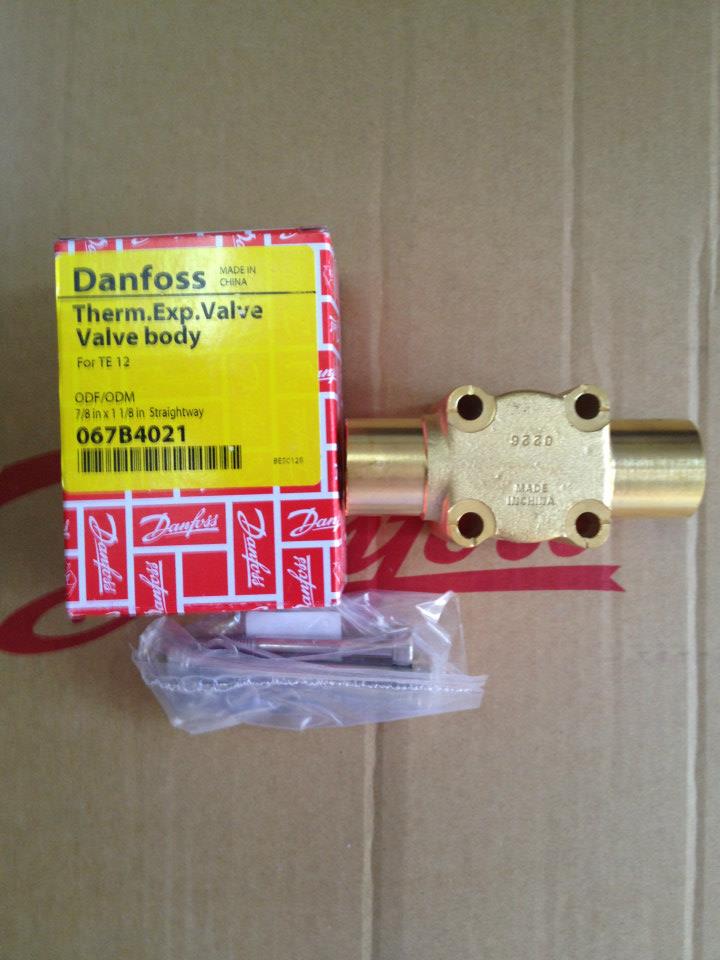 Danfoss MADE IN
CHINA
Therm.Exp.Valve
Valve body
For TE 12
ODF/ODM
7/8 in x 1 1/8 in Straightway
067B4021
Danfoss
Danfoss
Danfoss
MADE
IN CHINA
Danfoss